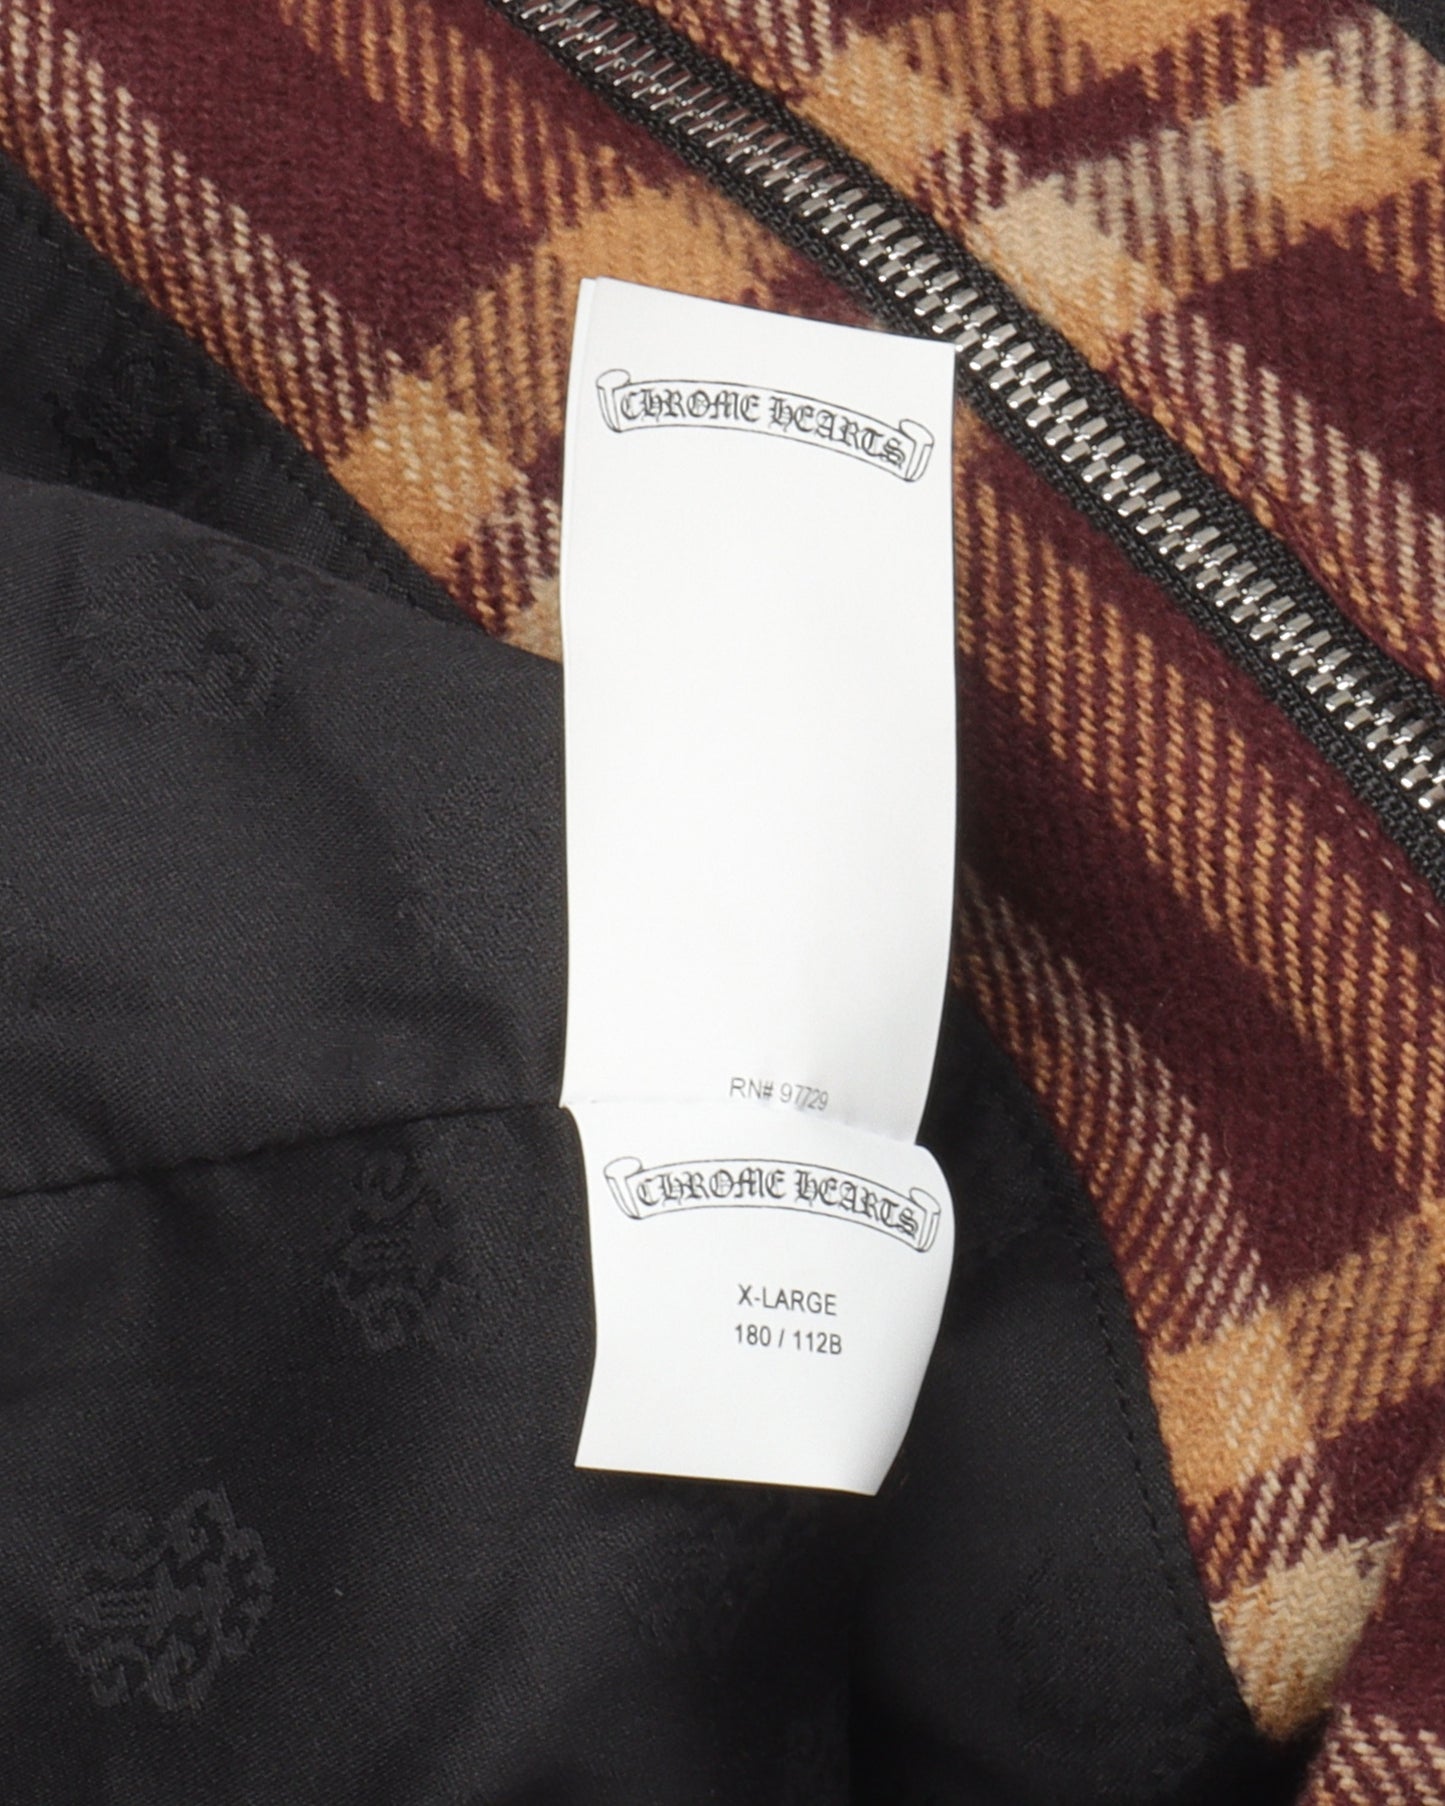 CHROME HEARTS
RN# 97729
CHROME HEARTS
X-LARGE
180 / 112B